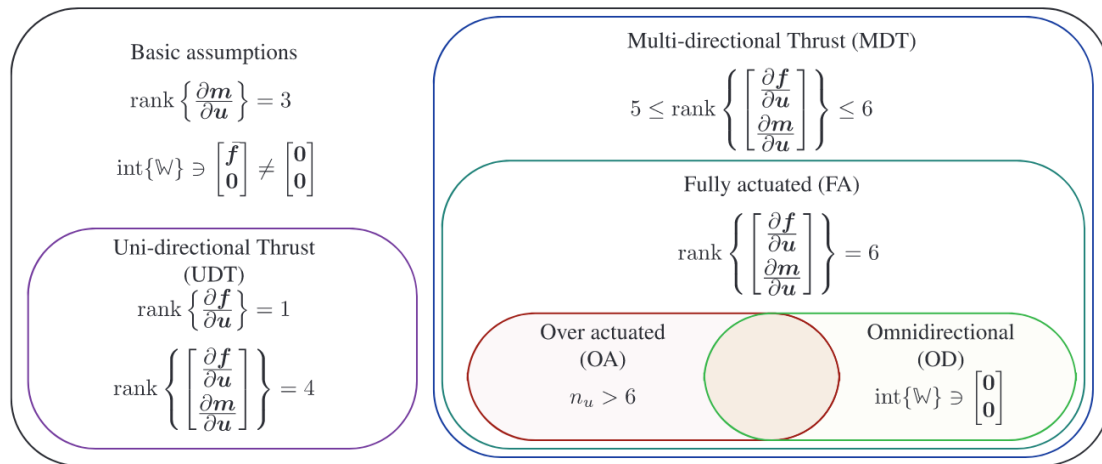 Basic assumptions
rank { ∂m/∂u } = 3
int{𝕎} ∋ [ f ; 0 ] ≠ [ 0 ; 0 ]
Uni-directional Thrust
(UDT)
rank { ∂f/∂u } = 1
rank { [ ∂f/∂u ; ∂m/∂u ] } = 4
Multi-directional Thrust (MDT)
5 ≤ rank { [ ∂f/∂u ; ∂m/∂u ] } ≤ 6
Fully actuated (FA)
rank { [ ∂f/∂u ; ∂m/∂u ] } = 6
Over actuated
(OA)
n_u > 6
Omnidirectional
(OD)
int{𝕎} ∋ [ 0 ; 0 ]